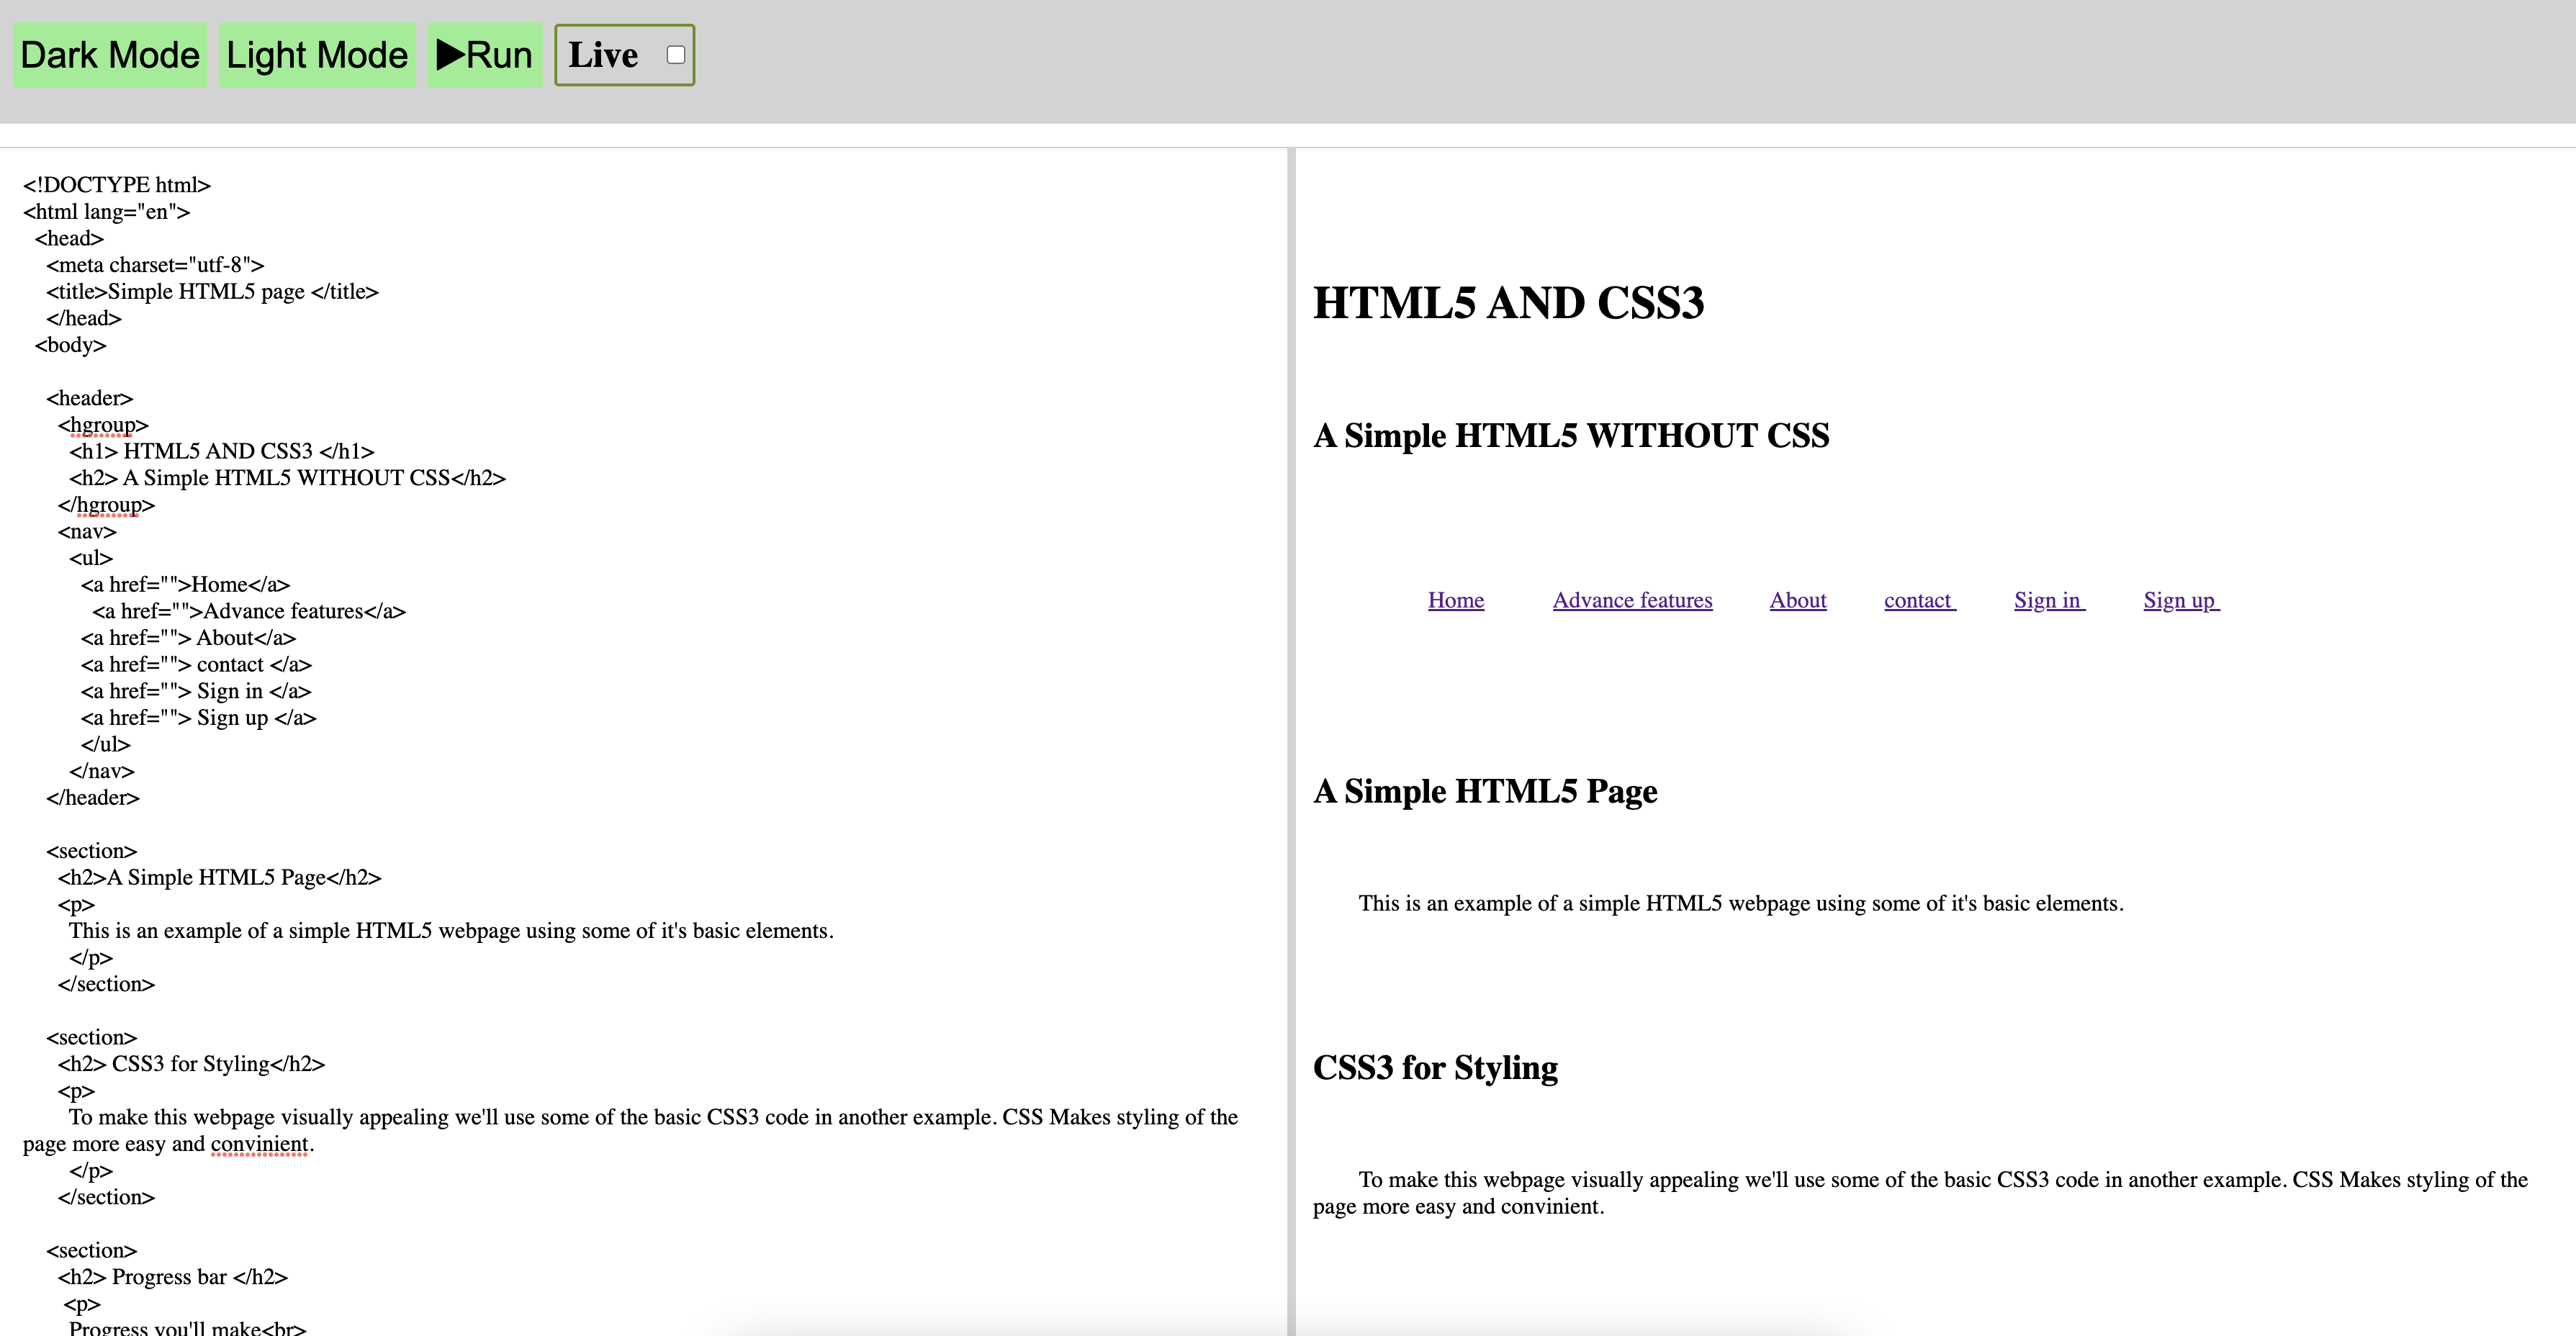 Dark Mode Light Mode ▶Run Live
<!DOCTYPE html>
<html lang="en">
<head>
<meta charset="utf-8">
<title>Simple HTML5 page </title>
</head>
<body>
<header>
<hgroup>
<h1> HTML5 AND CSS3 </h1>
<h2> A Simple HTML5 WITHOUT CSS</h2>
</hgroup>
<nav>
<ul>
<a href="">Home</a>
<a href="">Advance features</a>
<a href=""> About</a>
<a href=""> contact </a>
<a href=""> Sign in </a>
<a href=""> Sign up </a>
</ul>
</nav>
</header>
<section>
<h2>A Simple HTML5 Page</h2>
<p>
This is an example of a simple HTML5 webpage using some of it's basic elements.
</p>
</section>
<section>
<h2> CSS3 for Styling</h2>
<p>
To make this webpage visually appealing we'll use some of the basic CSS3 code in another example. CSS Makes styling of the
page more easy and convinient.
</p>
</section>
<section>
<h2> Progress bar </h2>
<p>
Progress you'll make<br>
HTML5 AND CSS3
A Simple HTML5 WITHOUT CSS
Home Advance features About contact Sign in Sign up
A Simple HTML5 Page
This is an example of a simple HTML5 webpage using some of it's basic elements.
CSS3 for Styling
To make this webpage visually appealing we'll use some of the basic CSS3 code in another example. CSS Makes styling of the
page more easy and convinient.